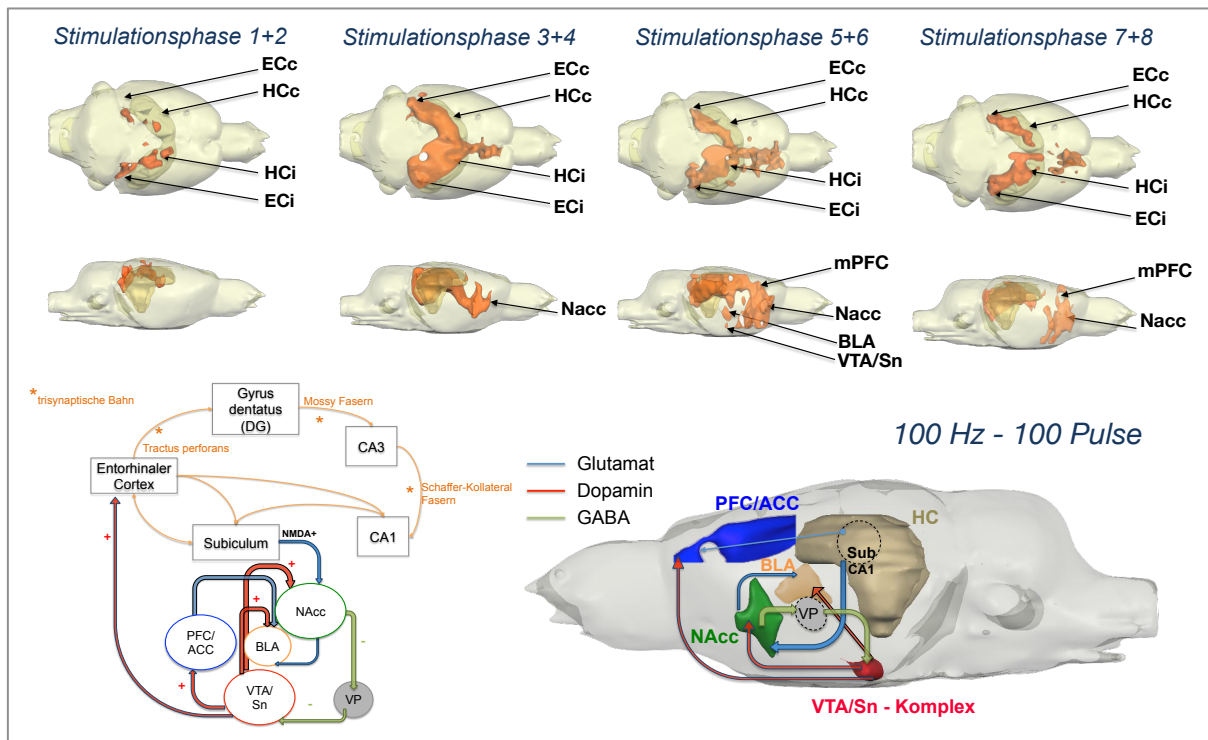 Stimulationsphase 1+2
Stimulationsphase 3+4
Stimulationsphase 5+6
Stimulationsphase 7+8
ECc
HCc
HCi
ECi
ECc
HCc
HCi
ECi
ECc
HCc
HCi
ECi
ECc
HCc
HCi
ECi
Nacc
mPFC
Nacc
BLA
VTA/Sn
mPFC
Nacc
* trisynaptische Bahn
Gyrus
dentatus
(DG)
Mossy Fasern
*
*
Tractus perforans
CA3
Entorhinaler
Cortex
* Schaffer-Kollateral
Fasern
CA1
Subiculum
NMDA+
+
+
NAcc
PFC/
ACC
+
BLA
-
+
VTA/
Sn
VP
-
100 Hz - 100 Pulse
Glutamat
Dopamin
GABA
PFC/ACC
HC
Sub
CA1
BLA
VP
NAcc
VTA/Sn - Komplex